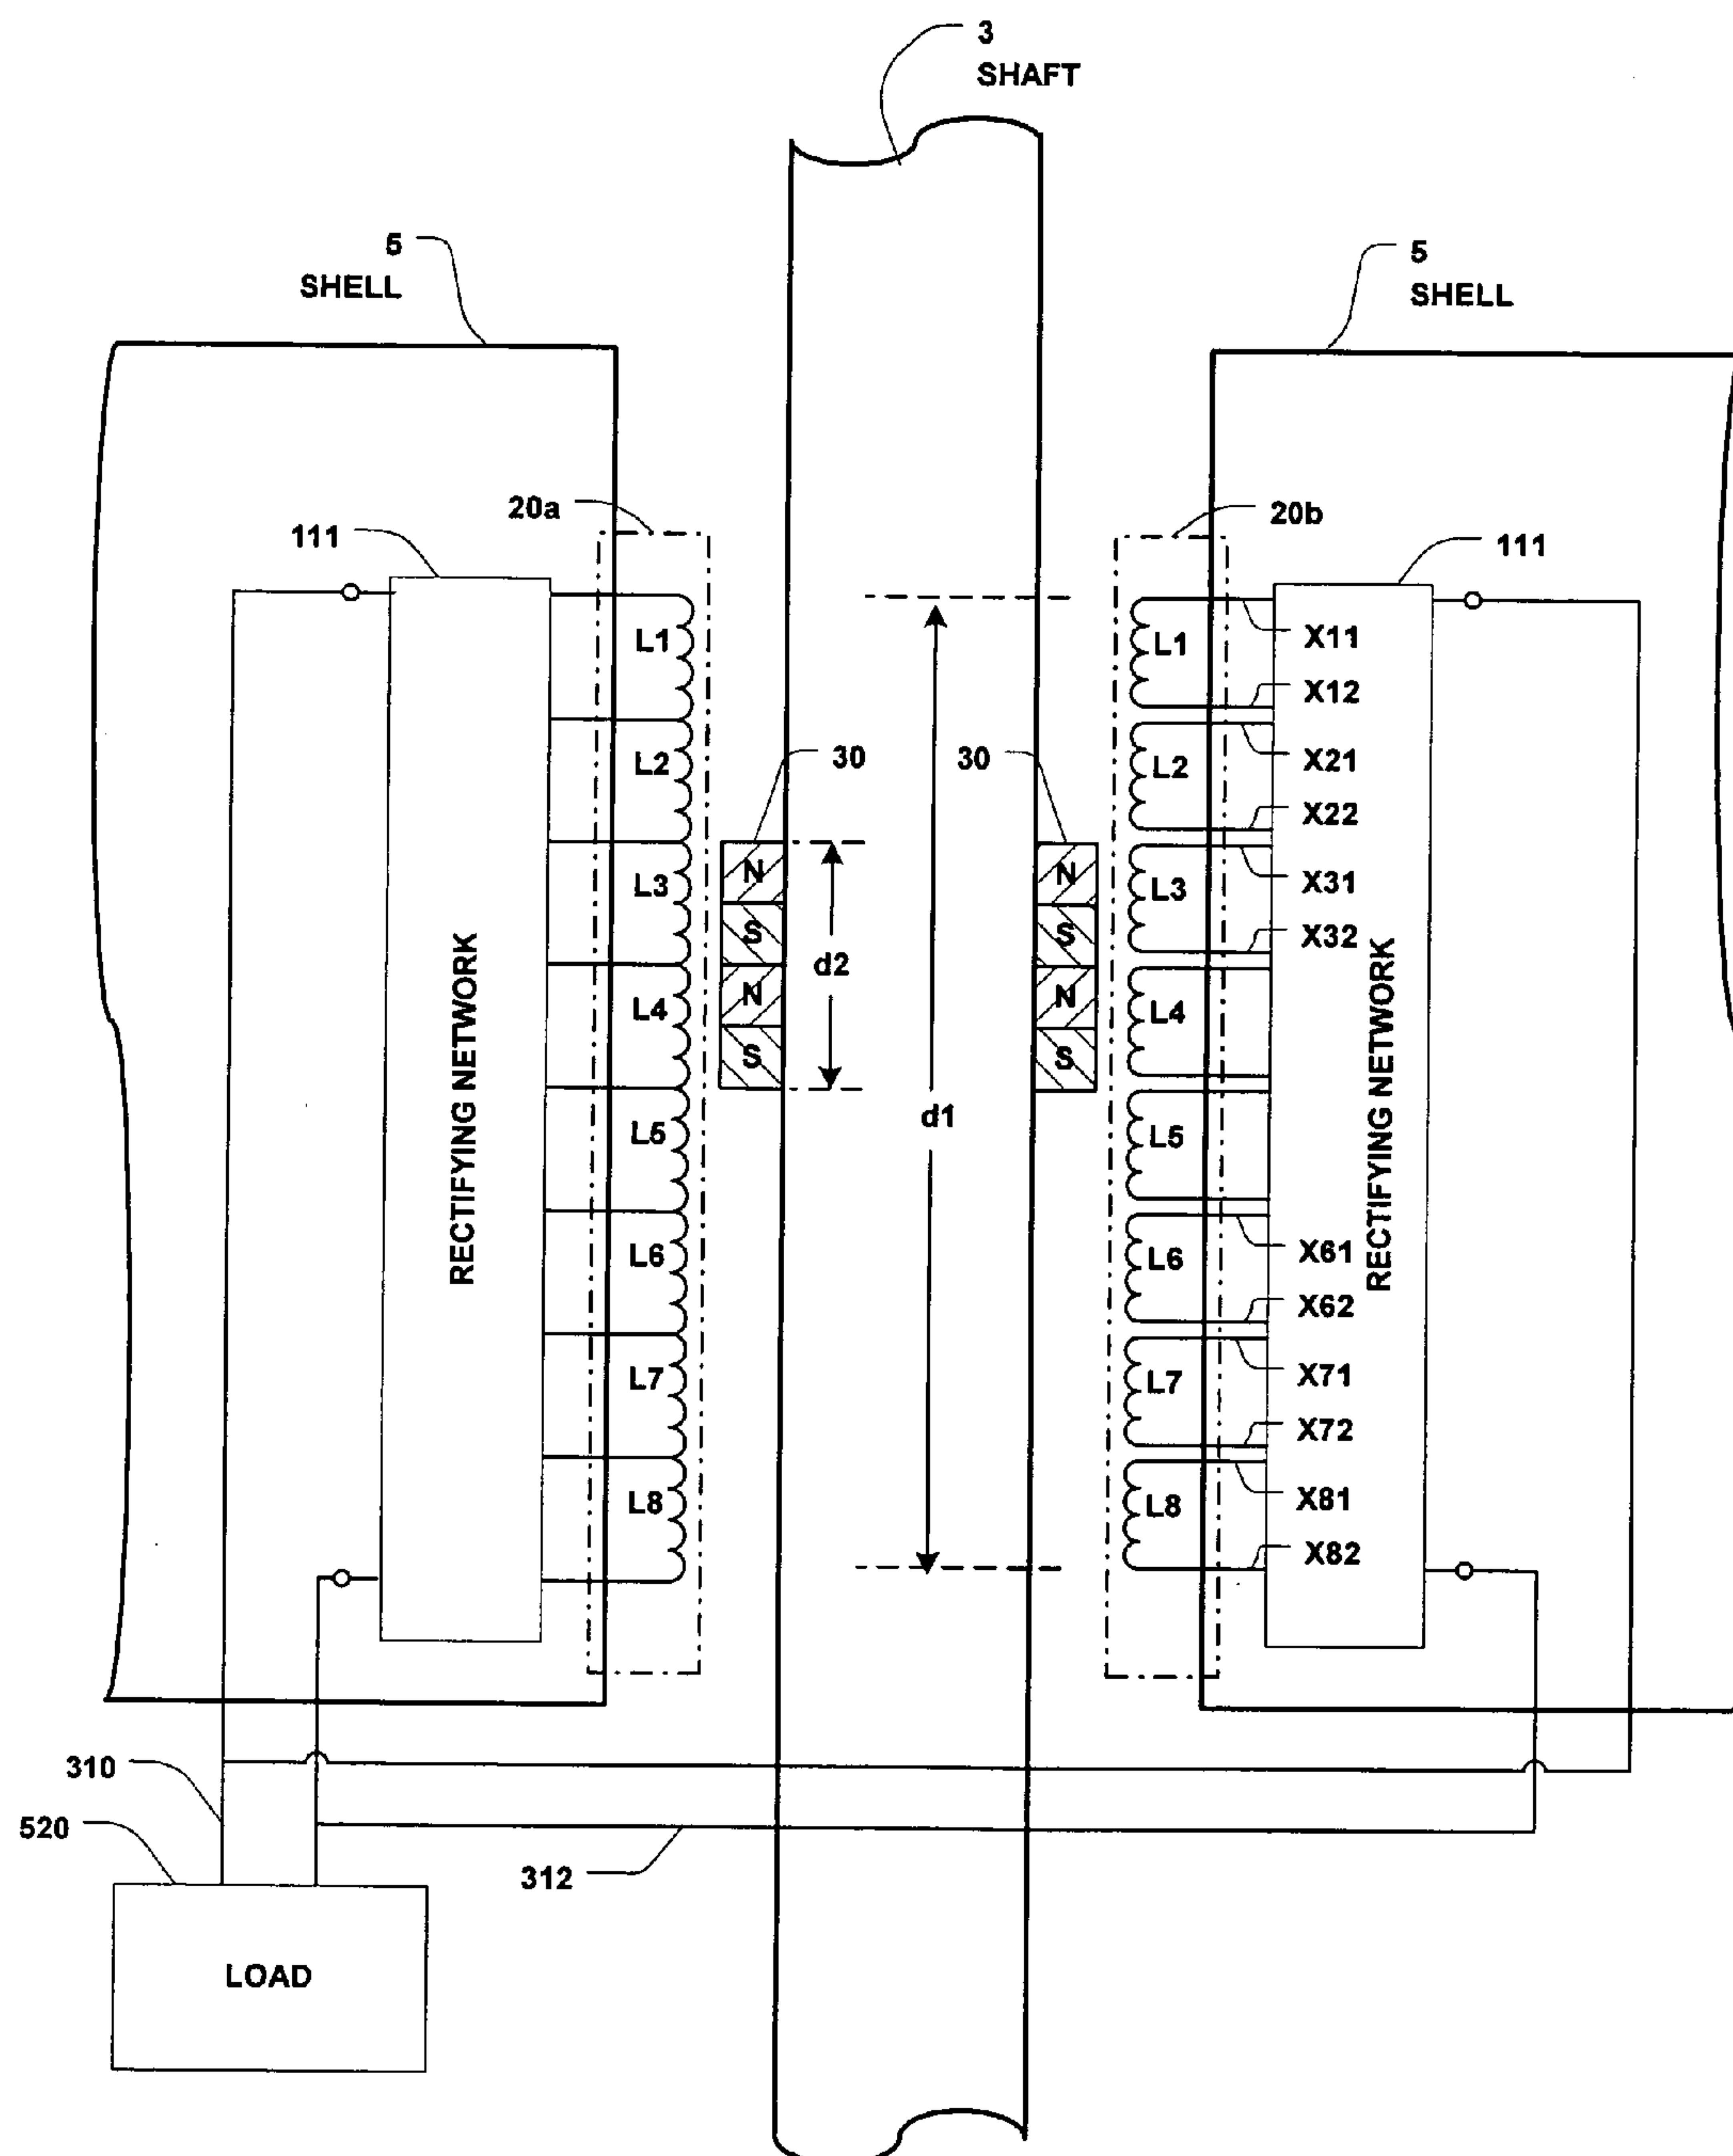 3
SHAFT
5
SHELL
5
SHELL
20a
20b
111
111
L1
L1
X11
X12
L2
30
30
L2
X21
X22
L3
N
N
L3
X31
S
d2
S
X32
L4
N
N
L4
S
S
RECTIFYING NETWORK
RECTIFYING NETWORK
d1
L5
L5
L6
L6
X61
X62
L7
L7
X71
X72
L8
L8
X81
X82
310
520
312
LOAD